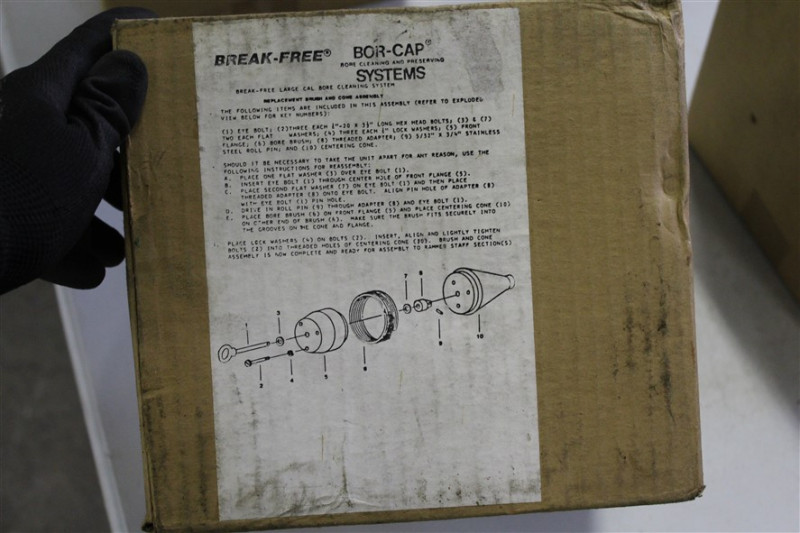 BREAK-FREE® BOR-CAP®
BORE CLEANING AND PRESERVING
SYSTEMS
BREAK-FREE LARGE CAL BORE CLEANING SYSTEM
REPLACEMENT BRUSH AND CONE ASSEMBLY
THE FOLLOWING ITEMS ARE INCLUDED IN THIS ASSEMBLY (REFER TO EXPLODED
VIEW BELOW FOR KEY NUMBERS):
(1) EYE BOLT; (2) THREE EACH LONG HEX HEAD BOLTS; (3) & (7)
TWO EACH FLAT WASHERS; (4) THREE EACH LOCK WASHERS; (5) FRONT
FLANGE; (6) BORE BRUSH; (8) THREADED ADAPTER; (9) 5/32" X 3/4" STAINLESS
STEEL ROLL PIN; AND (10) CENTERING CONE.
SHOULD IT BE NECESSARY TO TAKE THE UNIT APART FOR ANY REASON, USE THE
FOLLOWING INSTRUCTIONS FOR REASSEMBLY:
A. PLACE ONE FLAT WASHER (3) OVER EYE BOLT (1).
B. INSERT EYE BOLT (1) THROUGH CENTER HOLE OF FRONT FLANGE (5).
C. PLACE SECOND FLAT WASHER (7) ON EYE BOLT (1) AND THEN PLACE
THREADED ADAPTER (8) ONTO EYE BOLT. ALIGN PIN HOLE OF ADAPTER (8)
WITH EYE BOLT (1) PIN HOLE.
D. DRIVE IN ROLL PIN (9) THROUGH ADAPTER (8) AND EYE BOLT (1).
E. PLACE BORE BRUSH (6) ON FRONT FLANGE (5) AND PLACE CENTERING CONE (10)
ON OTHER END OF BRUSH (6). MAKE SURE THE BRUSH FITS SECURELY INTO
THE GROOVES ON THE CONE AND FLANGE.
PLACE LOCK WASHERS (4) ON BOLTS (2). INSERT, ALIGN AND LIGHTLY TIGHTEN
BOLTS (2) INTO THREADED HOLES OF CENTERING CONE BRUSH AND CONE
ASSEMBLY IS NOW COMPLETE AND READY FOR ASSEMBLY TO RAMMER STAFF SECTION(S)
7 8
1 3
9 10
2 4 5 6